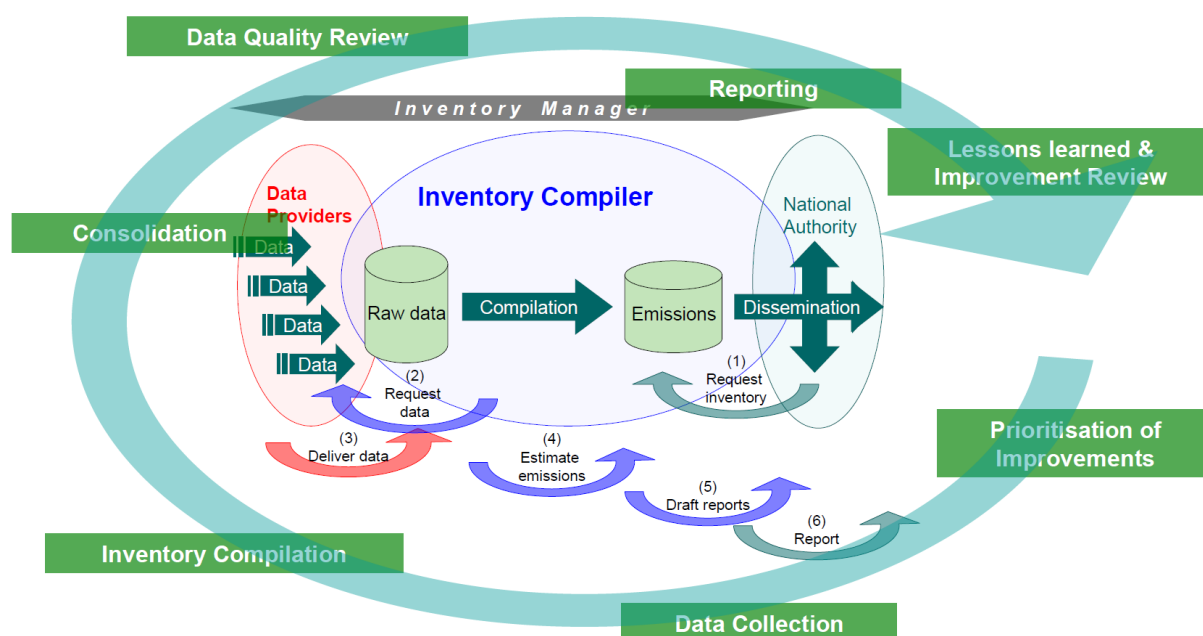 Data Quality Review
Reporting
Inventory Manager
Lessons learned &
Improvement Review
Data
Providers
Inventory Compiler
National
Authority
Consolidation
Data
Data
Data
Data
Raw data
Compilation
Emissions
Dissemination
(1)
Request
inventory
(2)
Request
data
(3)
Deliver data
(4)
Estimate
emissions
(5)
Draft reports
(6)
Report
Prioritisation of
Improvements
Inventory Compilation
Data Collection